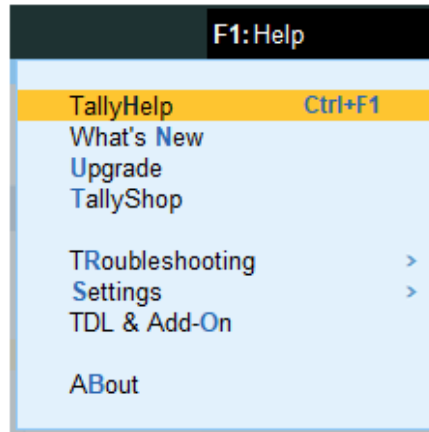 F1: Help
TallyHelp Ctrl+F1
What's New
Upgrade
TallyShop
TRoubleshooting >
Settings >
TDL & Add-On
ABout